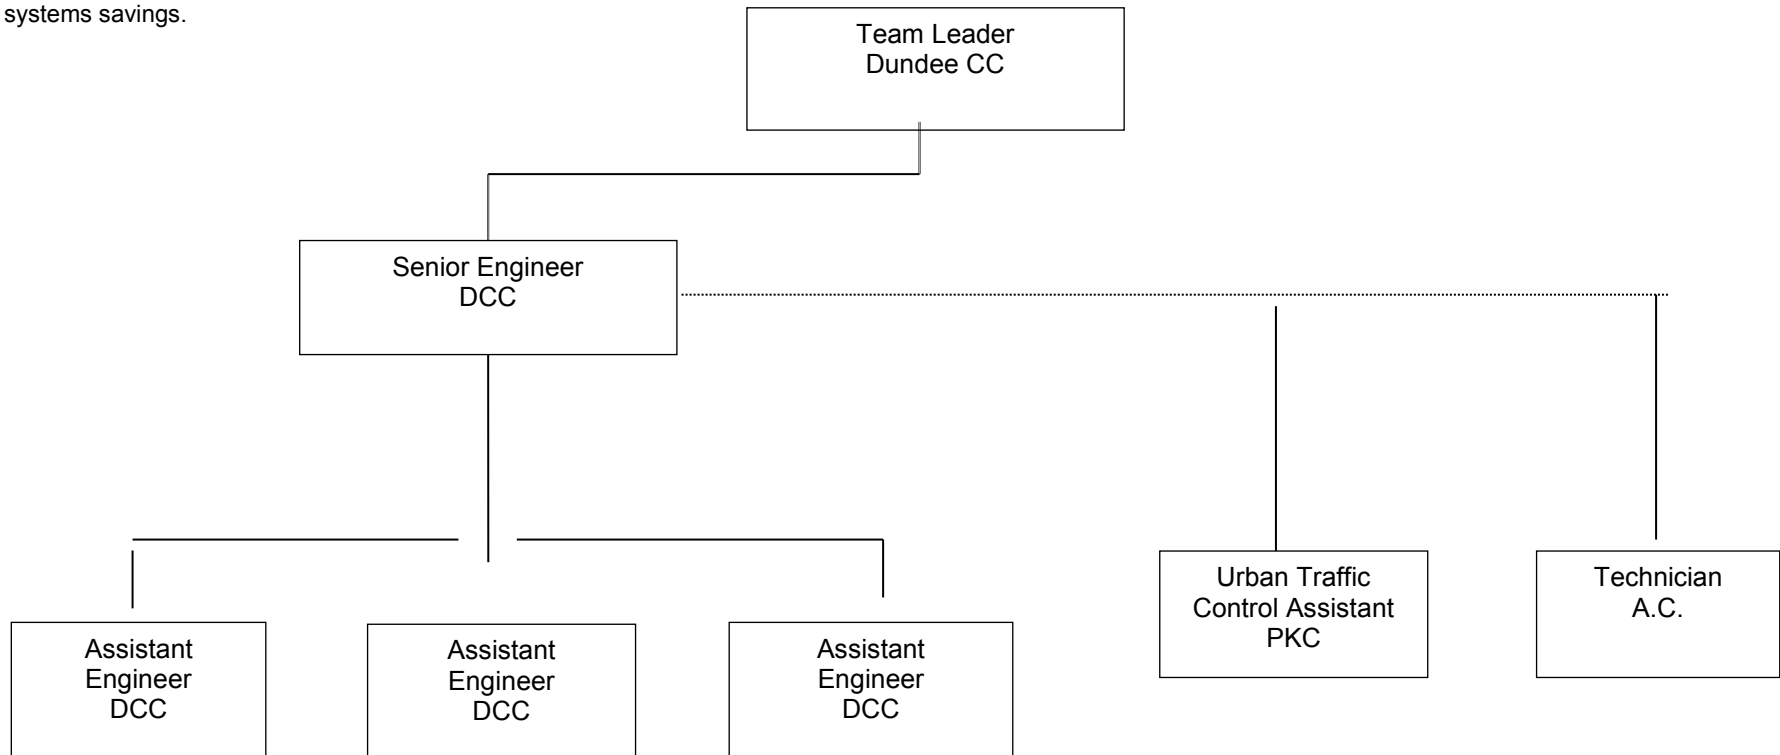 systems savings.
Team Leader
Dundee CC
Senior Engineer
DCC
Urban Traffic
Control Assistant
PKC
Technician
A.C.
Assistant
Engineer
DCC
Assistant
Engineer
DCC
Assistant
Engineer
DCC